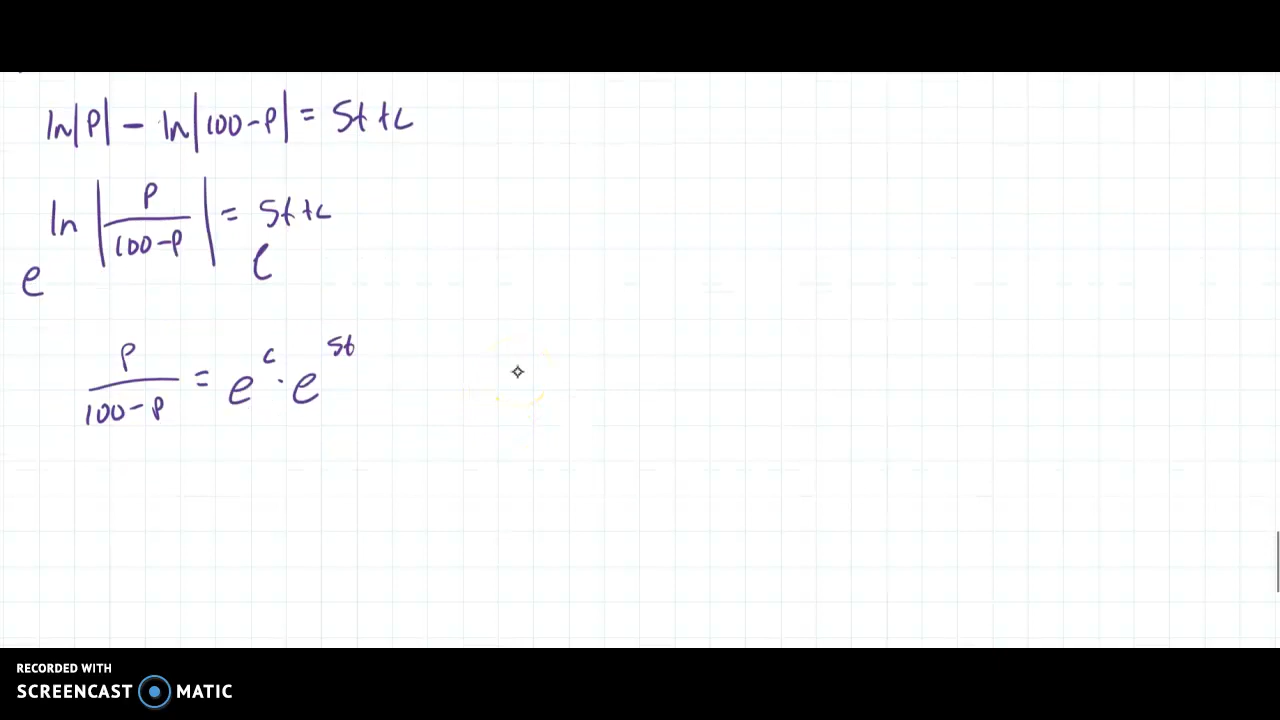 ln|P| − ln|100−P| = 5t+c
ln |P/(100−P)| = 5t+c
e e
P/(100−P) = e^c · e^5t
RECORDED WITH
SCREENCAST MATIC